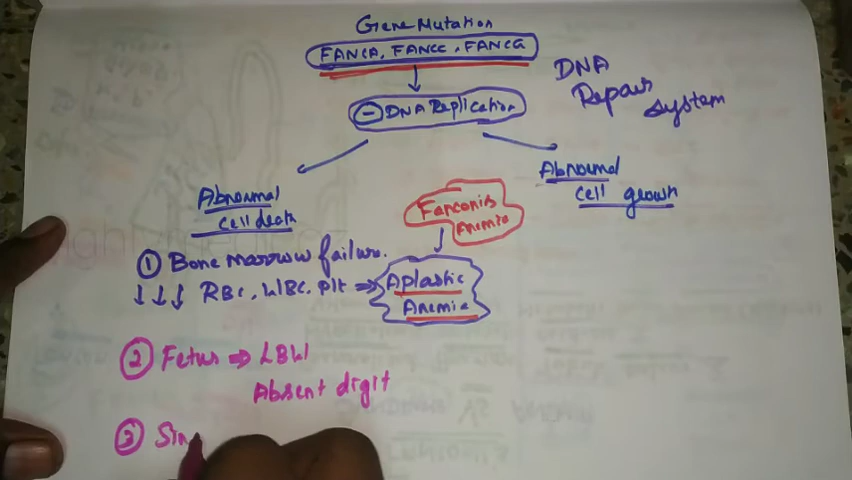 Gene Mutation
FANCA, FANCC, FANCG
DNA
Repair
system
⊖ DNA Replication
Abnormal
cell death
Abnormal
cell growth
Fanconis
Anemia
① Bone marrow failure.
↓↓↓ RBC, WBC, plt ⇒ Aplastic
Anemia
② Fetus ⇒ LBW
Absent digit
③